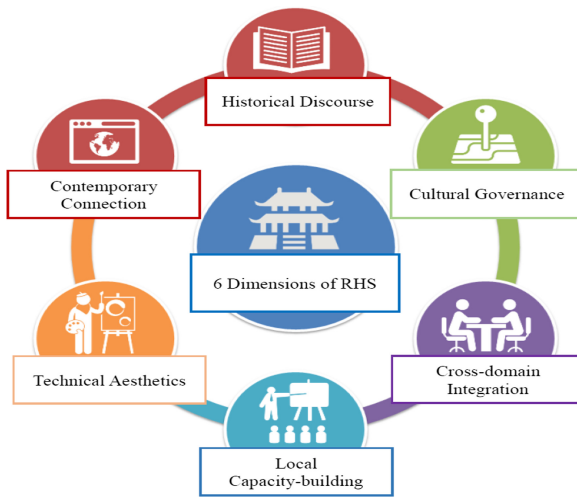 Historical Discourse
Contemporary
Connection
Cultural Governance
6 Dimensions of RHS
Technical Aesthetics
Cross-domain
Integration
Local
Capacity-building